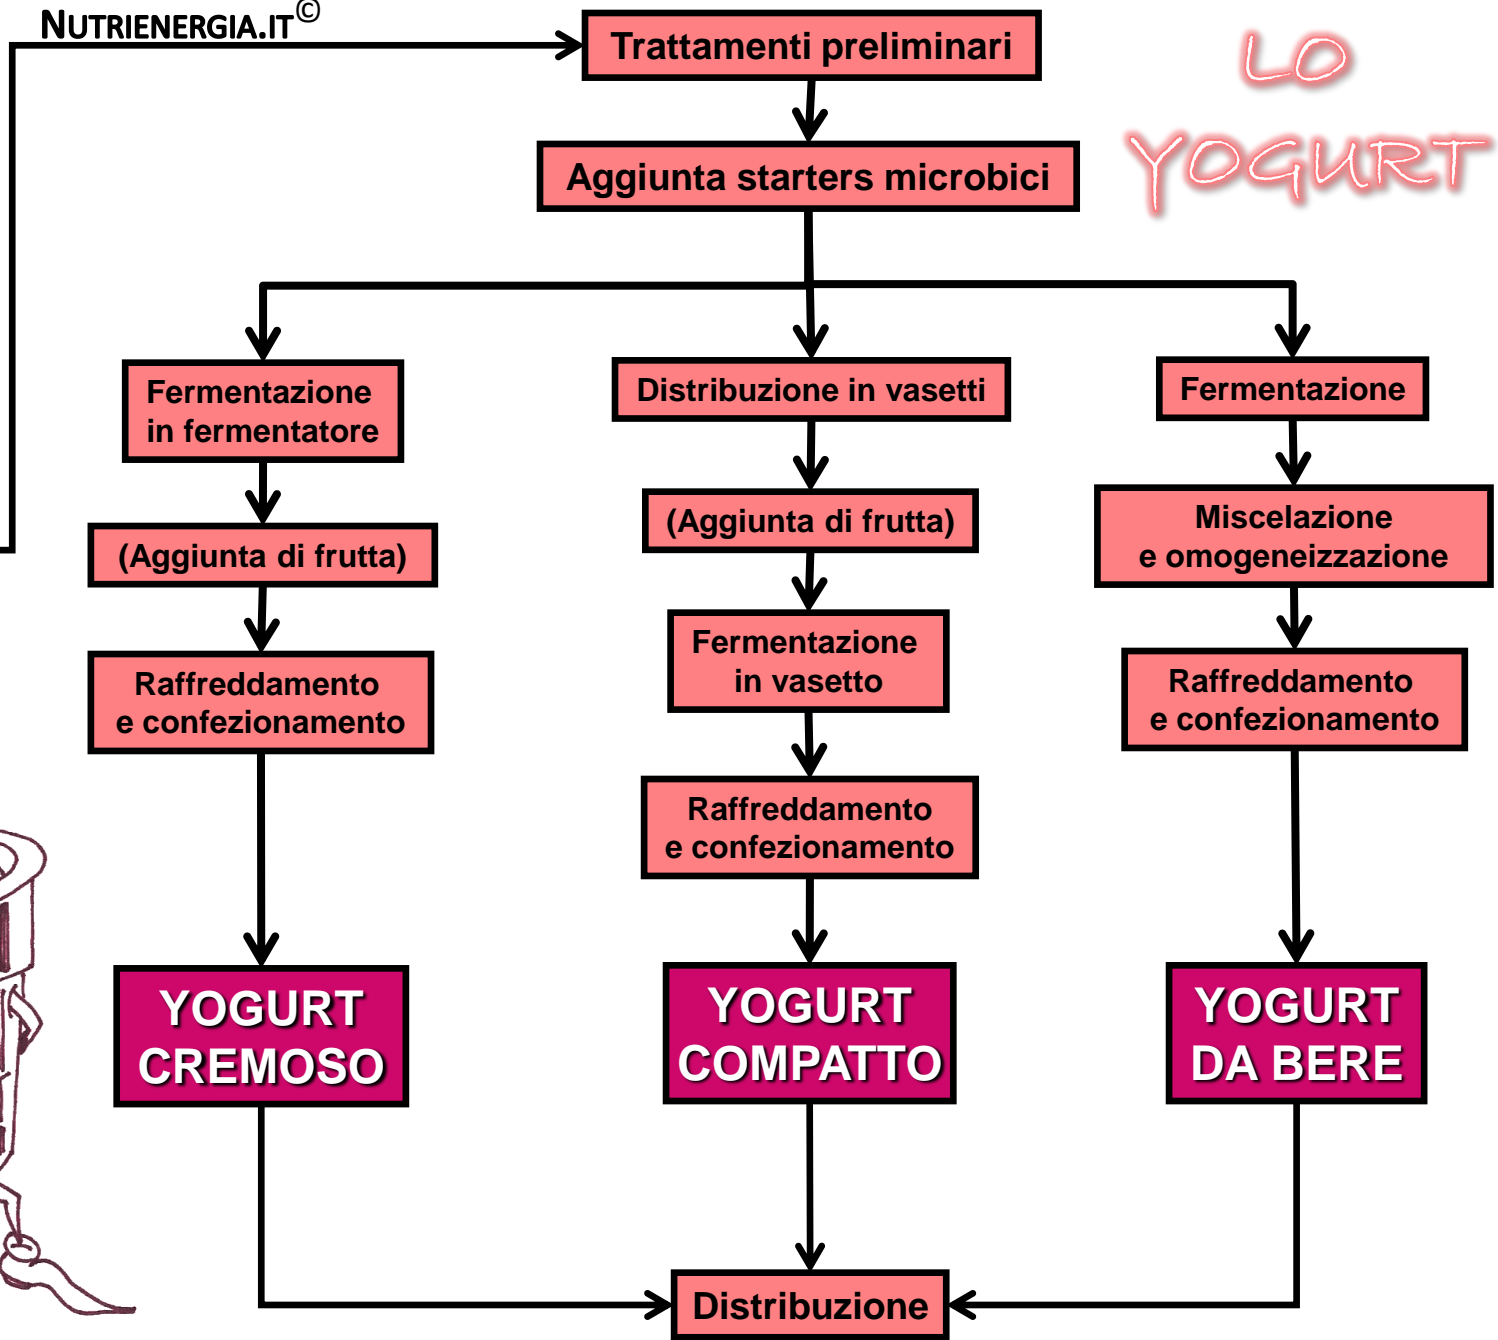 NUTRIENERGIA.IT©
LO
YOGURT
Trattamenti preliminari
Aggiunta starters microbici
Fermentazione
in fermentatore
(Aggiunta di frutta)
Raffreddamento
e confezionamento
YOGURT
CREMOSO
Distribuzione in vasetti
(Aggiunta di frutta)
Fermentazione
in vasetto
Raffreddamento
e confezionamento
YOGURT
COMPATTO
Fermentazione
Miscelazione
e omogeneizzazione
Raffreddamento
e confezionamento
YOGURT
DA BERE
Distribuzione